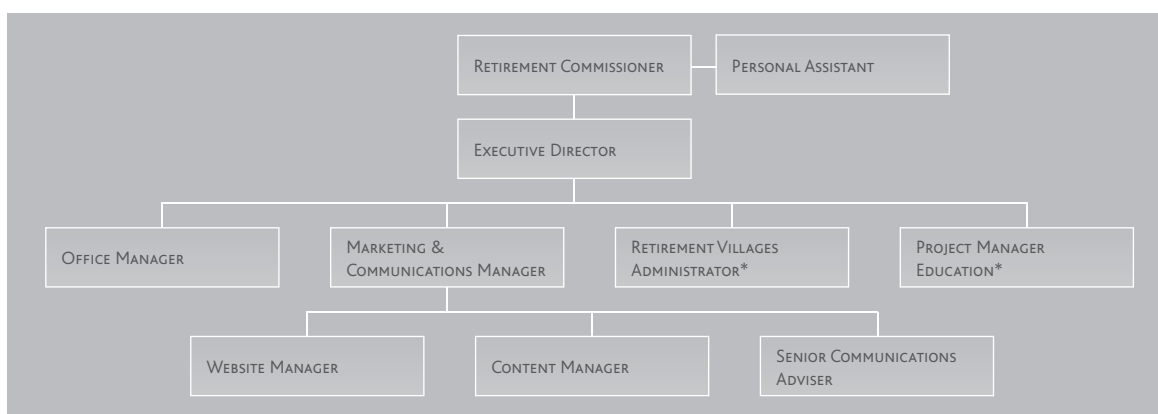 Retirement Commissioner
Personal Assistant
Executive Director
Office Manager
Marketing &
Communications Manager
Retirement Villages
Administrator*
Project Manager
Education*
Website Manager
Content Manager
Senior Communications
Adviser